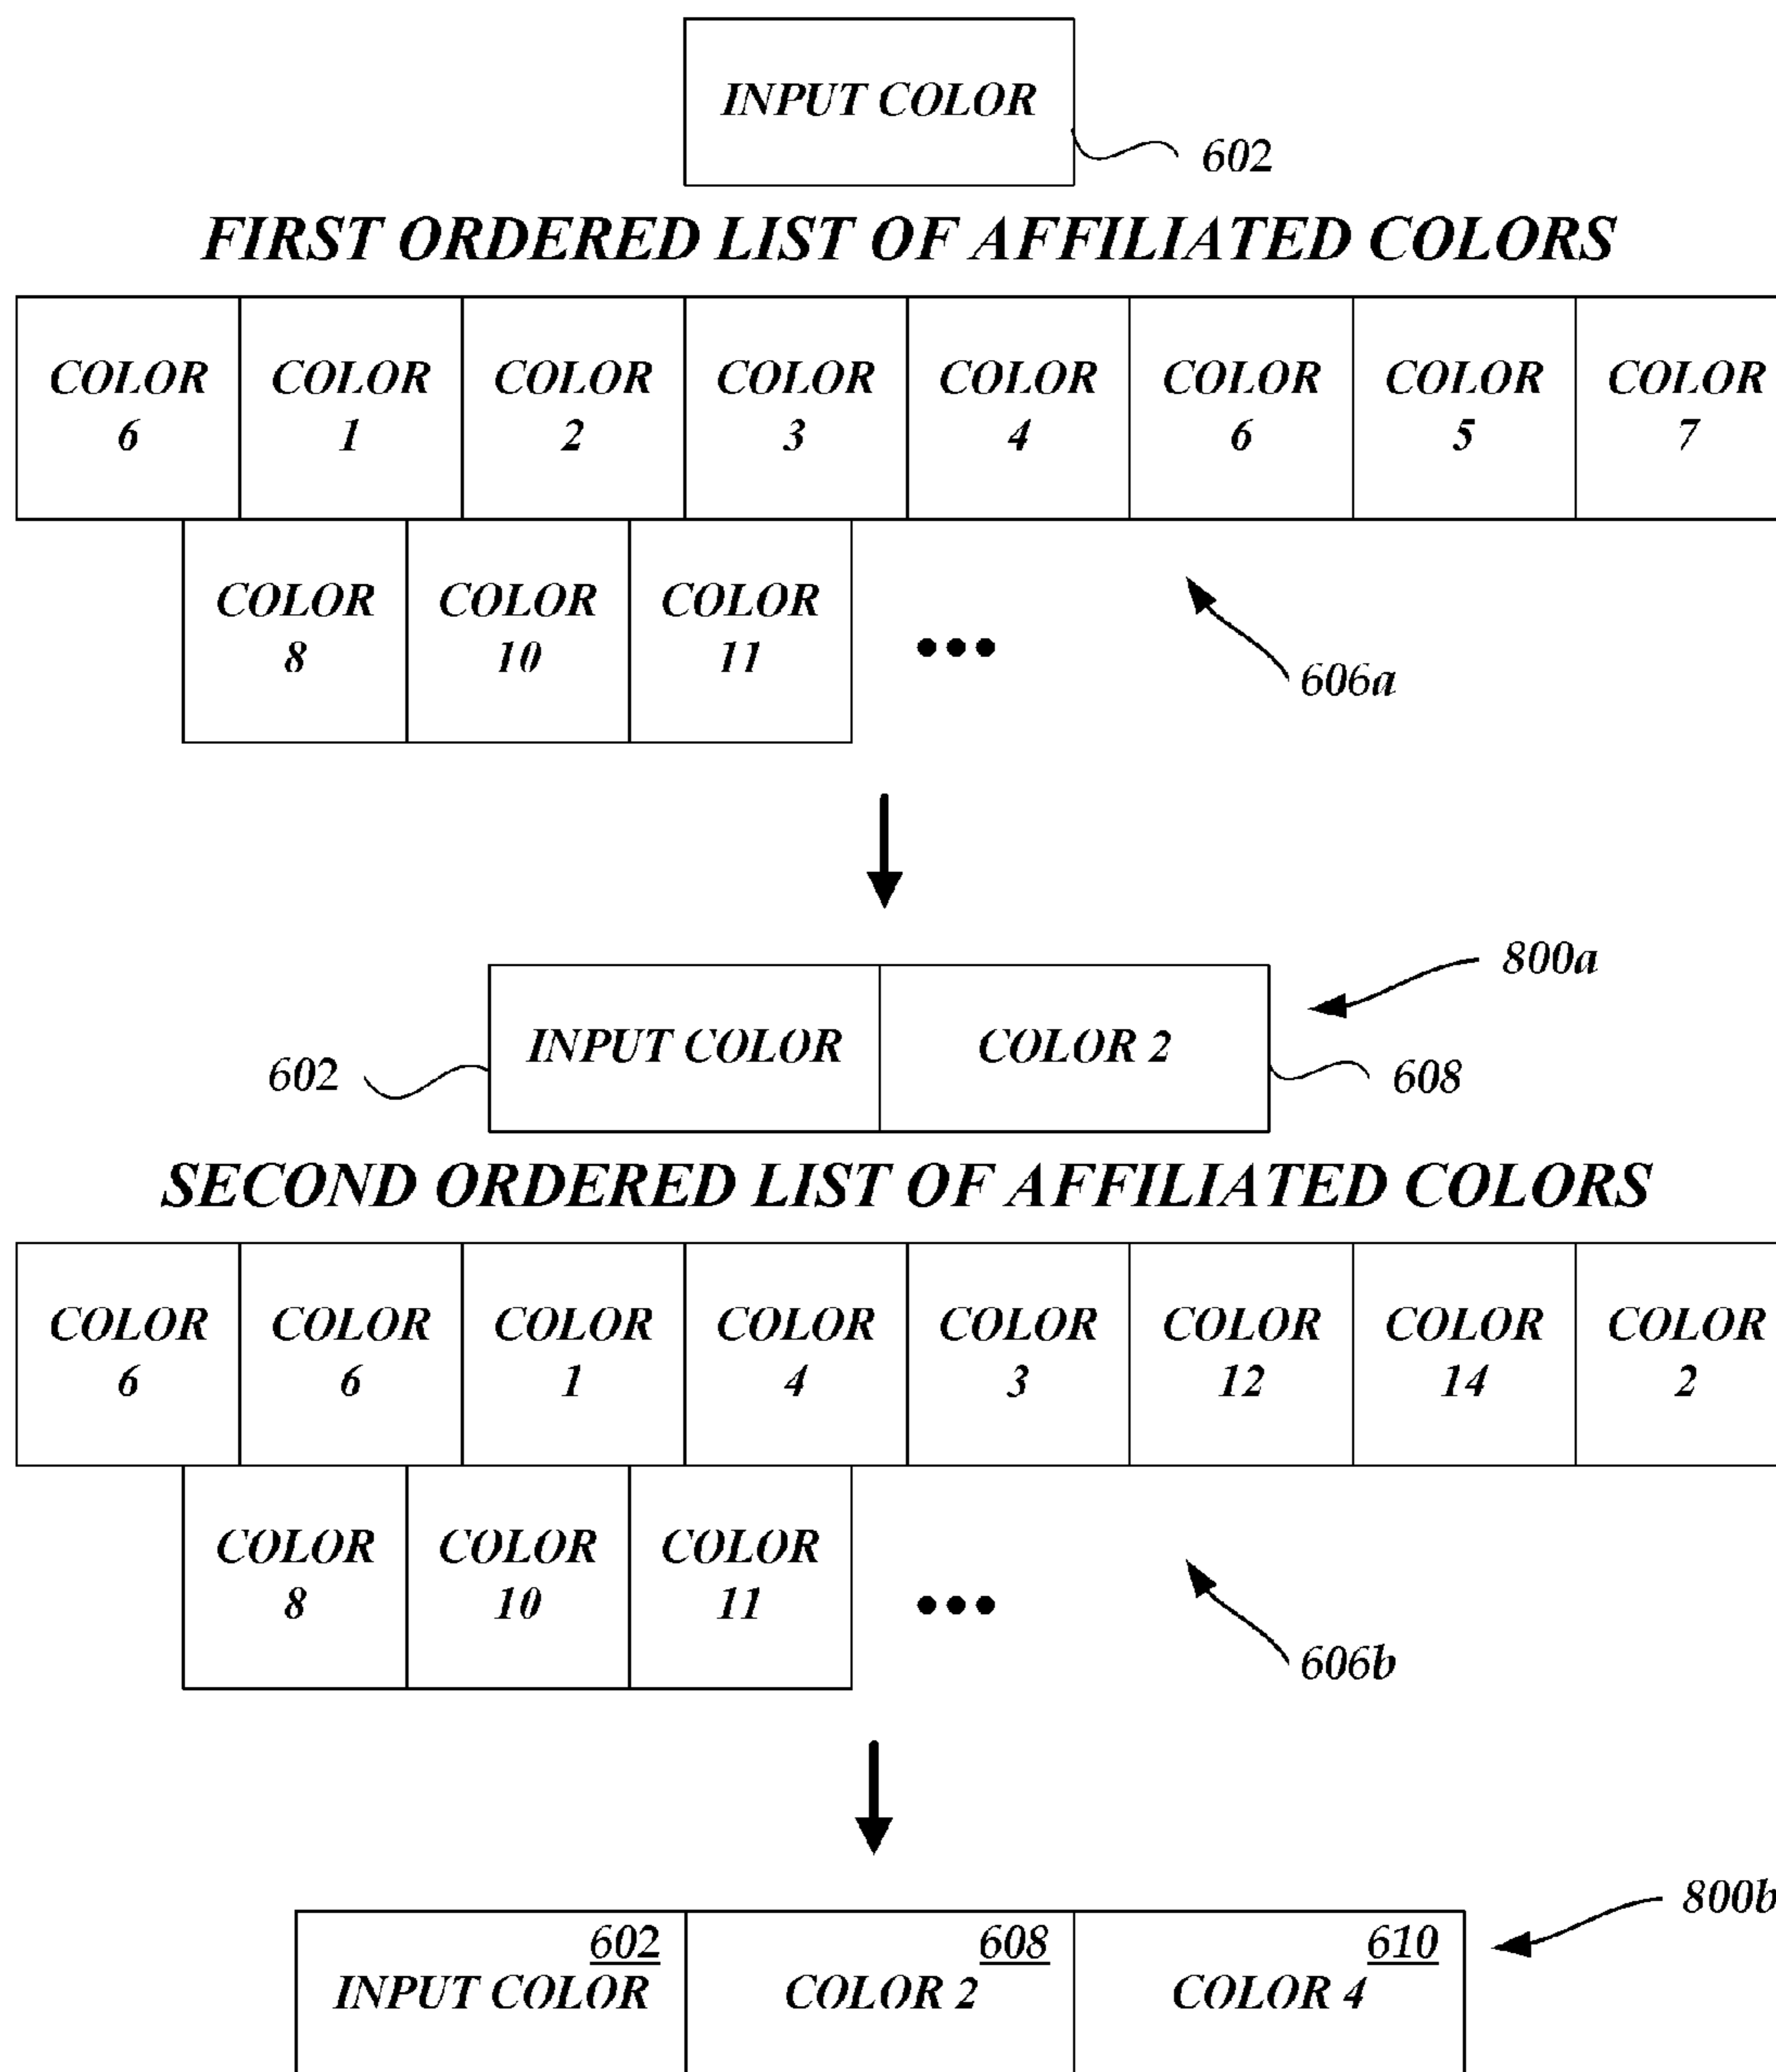 INPUT COLOR
602
FIRST ORDERED LIST OF AFFILIATED COLORS
COLOR COLOR COLOR COLOR COLOR COLOR COLOR COLOR
6 1 2 3 4 6 5 7
COLOR COLOR COLOR
8 10 11 •••
606a
800a
INPUT COLOR COLOR 2
602 608
SECOND ORDERED LIST OF AFFILIATED COLORS
COLOR COLOR COLOR COLOR COLOR COLOR COLOR COLOR
6 6 1 4 3 12 14 2
COLOR COLOR COLOR
8 10 11 •••
606b
800b
602 608 610
INPUT COLOR COLOR 2 COLOR 4